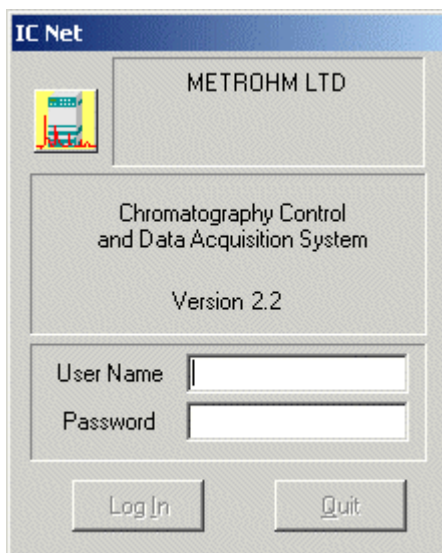 IC Net
METROHM LTD
Chromatography Control
and Data Acquisition System
Version 2.2
User Name
Password
Log In
Quit